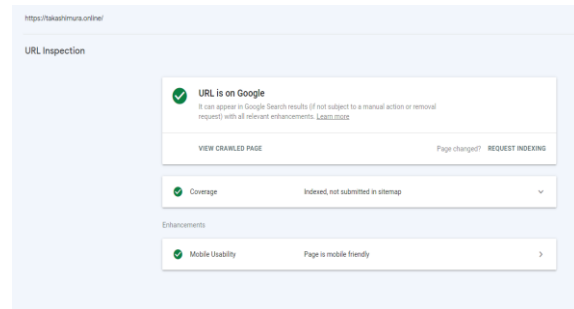 https://takashimura.online/
URL Inspection
URL is on Google
It can appear in Google Search results (if not subject to a manual action or removal
request) with all relevant enhancements. Learn more
VIEW CRAWLED PAGE Page changed? REQUEST INDEXING
Coverage Indexed, not submitted in sitemap
Enhancements
Mobile Usability Page is mobile friendly